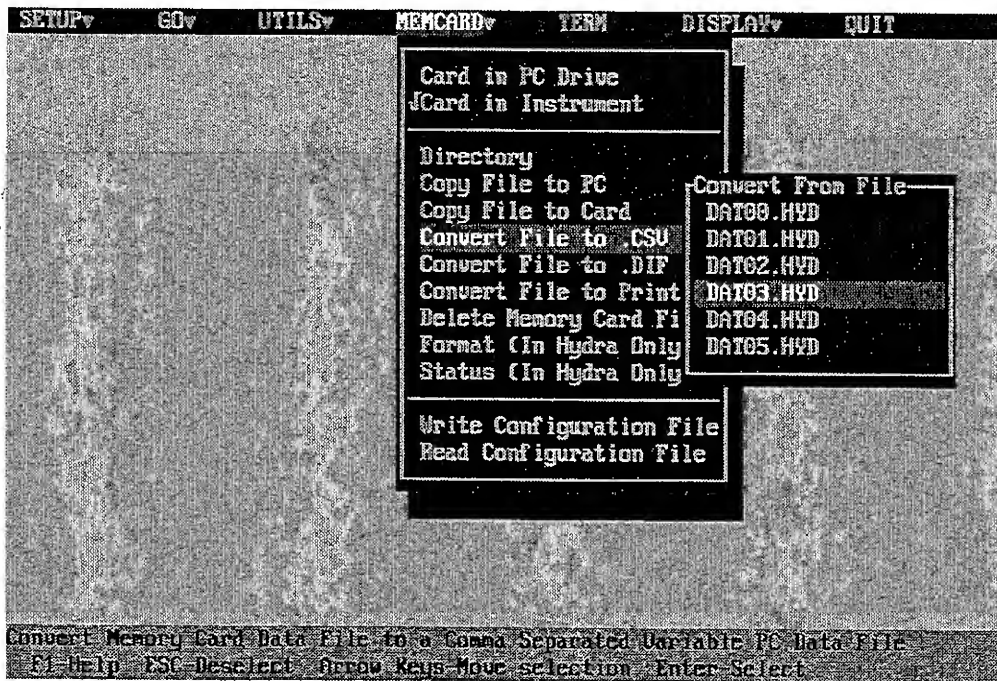 SETUP▾ GO▾ UTILS▾ MEMCARD▾ TERM DISPLAY▾ QUIT
Card in PC Drive
√Card in Instrument
Directory
Copy File to PC
Copy File to Card
Convert File to .CSV
Convert File to .DIF
Convert File to Print
Delete Memory Card Fi
Format (In Hydra Only
Status (In Hydra Only
Write Configuration File
Read Configuration File
Convert From File
DAT00.HYD
DAT01.HYD
DAT02.HYD
DAT03.HYD
DAT04.HYD
DAT05.HYD
Convert Memory Card Data File to a Comma Separated Variable PC Data File
F1-Help ESC-Deselect Arrow Keys-Move selection Enter-Select